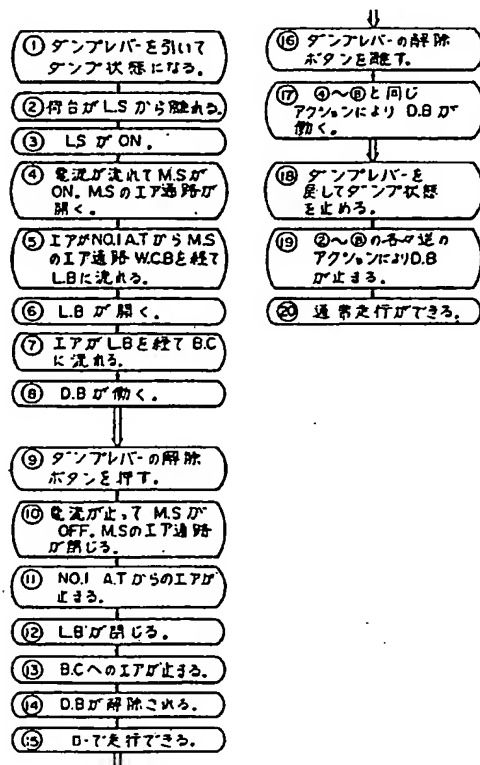 ① ダンプレバーを引いて
ダンプ状態になる。
② 荷台がL.Sから離れる。
③ L.SがON。
④ 電流が流れてM.Sが
ON。M.Sのエア通路が
開く。
⑤ エアがNO.1A.TからM.S
のエア通路W.C.Bを経て
L.Bに流れる。
⑥ L.Bが開く。
⑦ エアがL.Bを経てB.C
に流れる。
⑧ D.Bが働く。
⑨ ダンプレバーの解除
ボタンを押す。
⑩ 電流が止ってM.Sが
OFF。M.Sのエア通路
が閉じる。
⑪ NO.1 A.Tからのエアが
止まる。
⑫ L.Bが閉じる。
⑬ B.Cへのエアが止まる。
⑭ D.Bが解除される。
⑮ ローで走行できる。
⑯ ダンプレバーの解除
ボタンを離す。
⑰ ④〜⑧と同じ
アクションによりD.Bが
働く。
⑱ ダンプレバーを
戻してダンプ状態
を止める。
⑲ ②〜⑧の各々逆の
アクションによりD.B
が止まる。
⑳ 通常走行ができる。